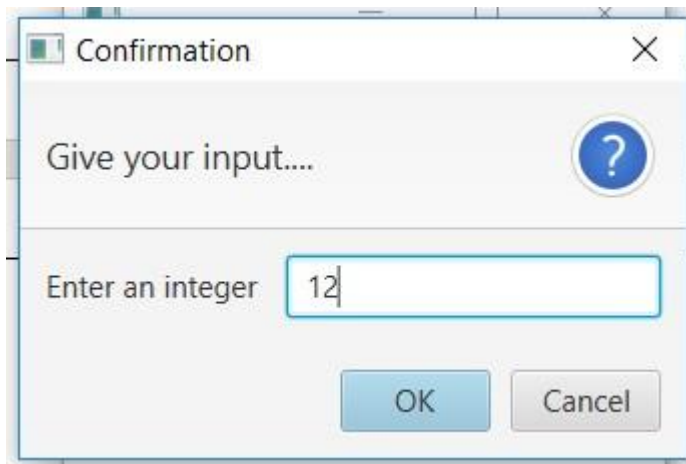 Confirmation
Give your input....
?
Enter an integer 12
OK Cancel